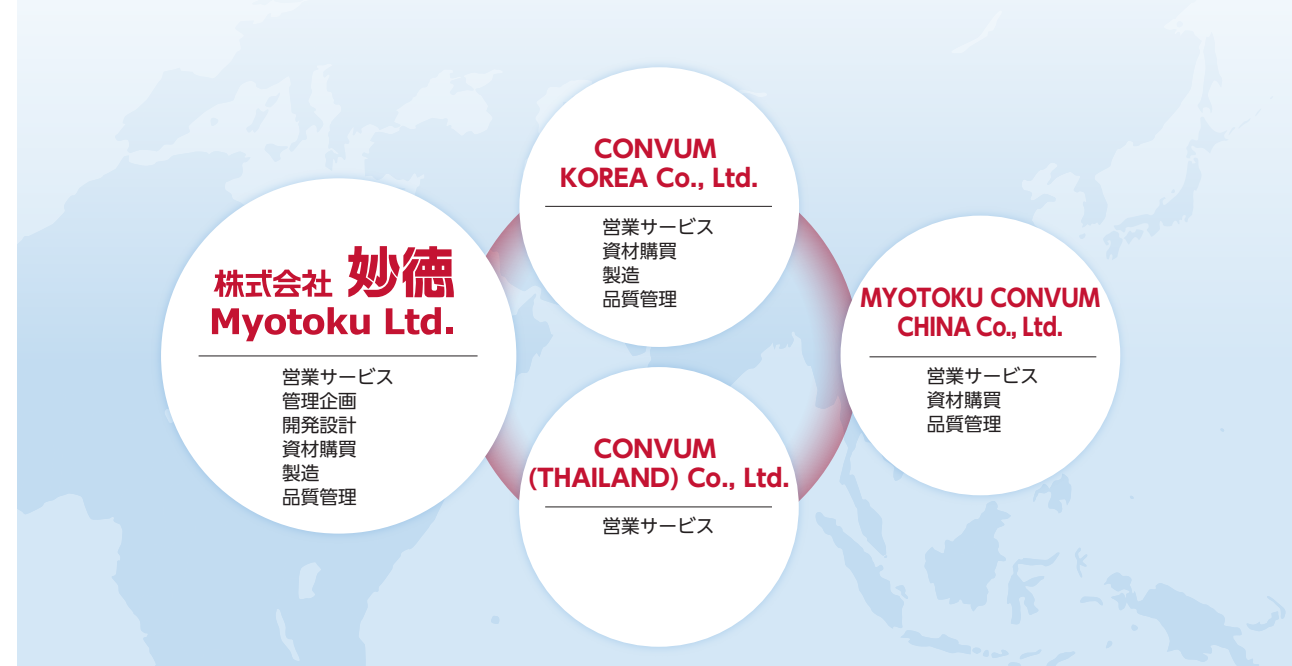 株式会社 妙徳
Myotoku Ltd.
営業サービス
管理企画
開発設計
資材購買
製造
品質管理
CONVUM
KOREA Co., Ltd.
営業サービス
資材購買
製造
品質管理
CONVUM
(THAILAND) Co., Ltd.
営業サービス
MYOTOKU CONVUM
CHINA Co., Ltd.
営業サービス
資材購買
品質管理